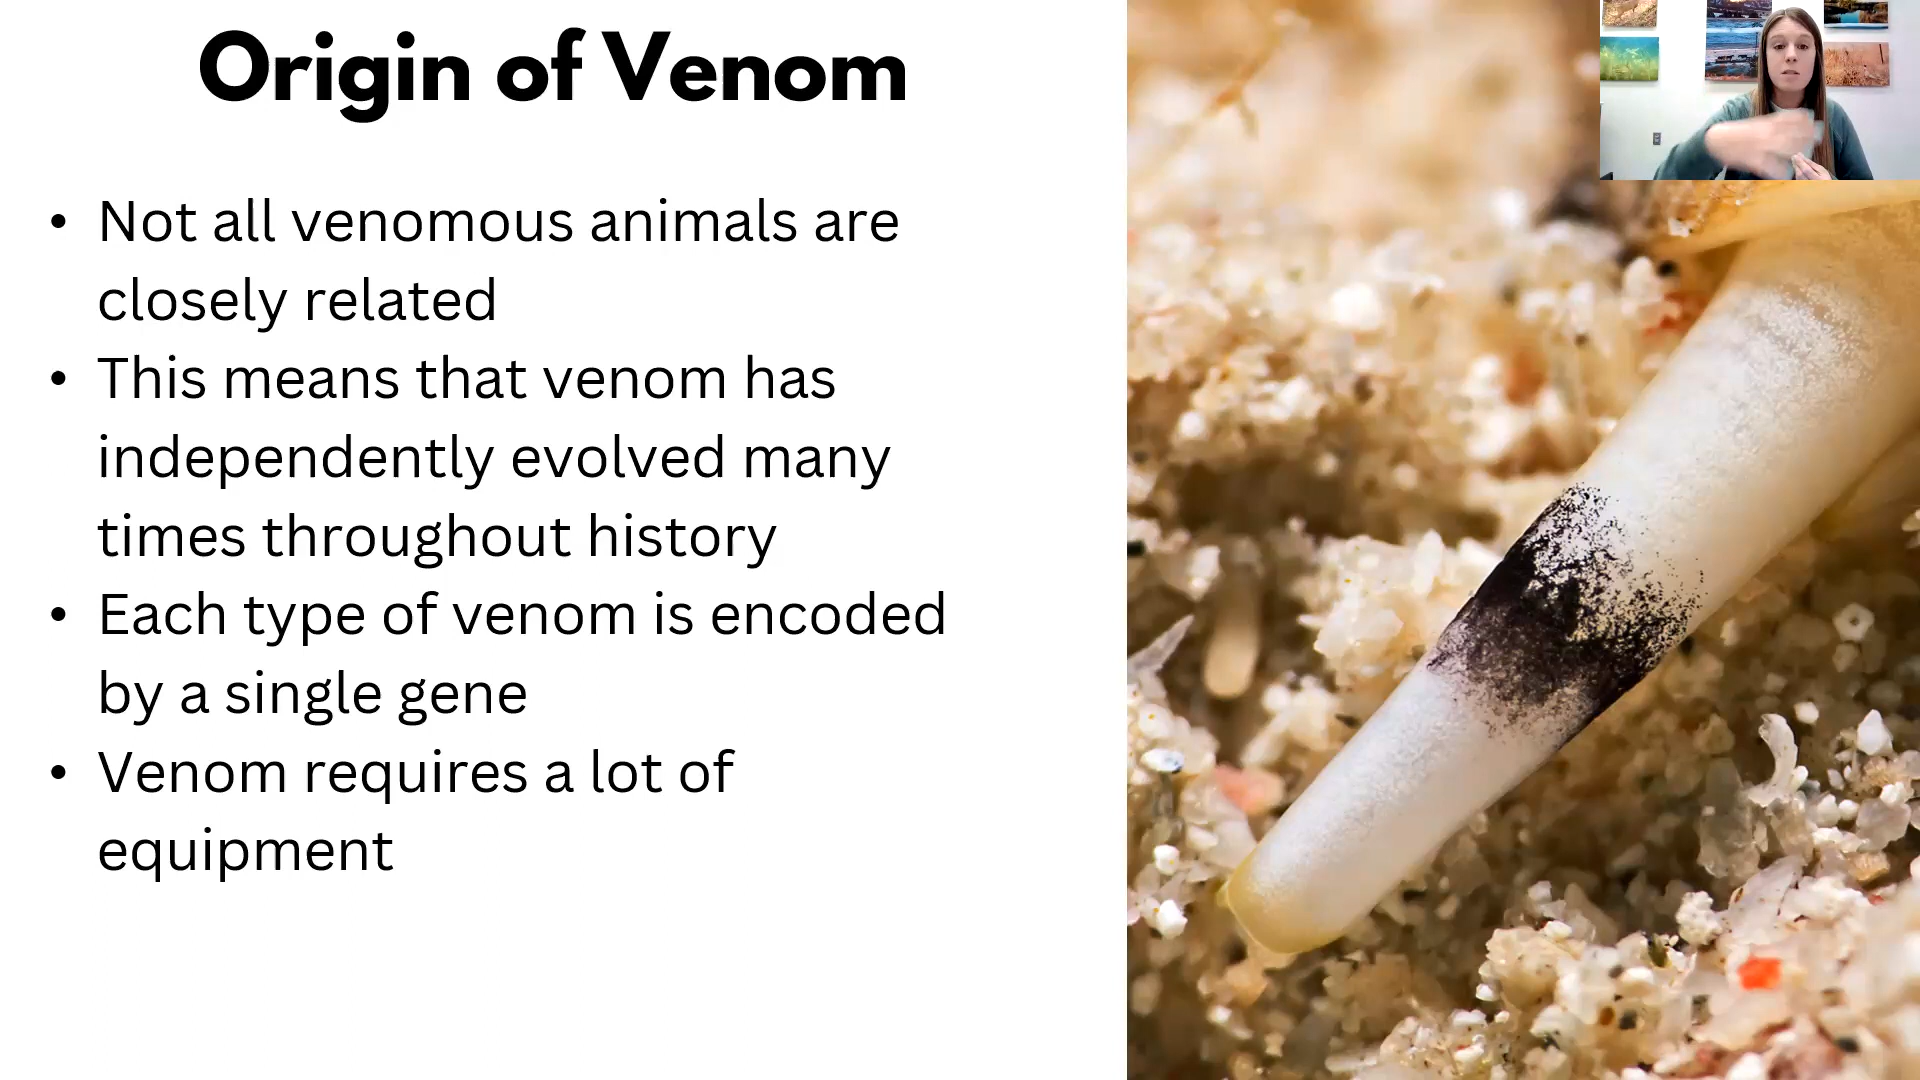 Origin of Venom
• Not all venomous animals are
closely related
• This means that venom has
independently evolved many
times throughout history
• Each type of venom is encoded
by a single gene
• Venom requires a lot of
equipment